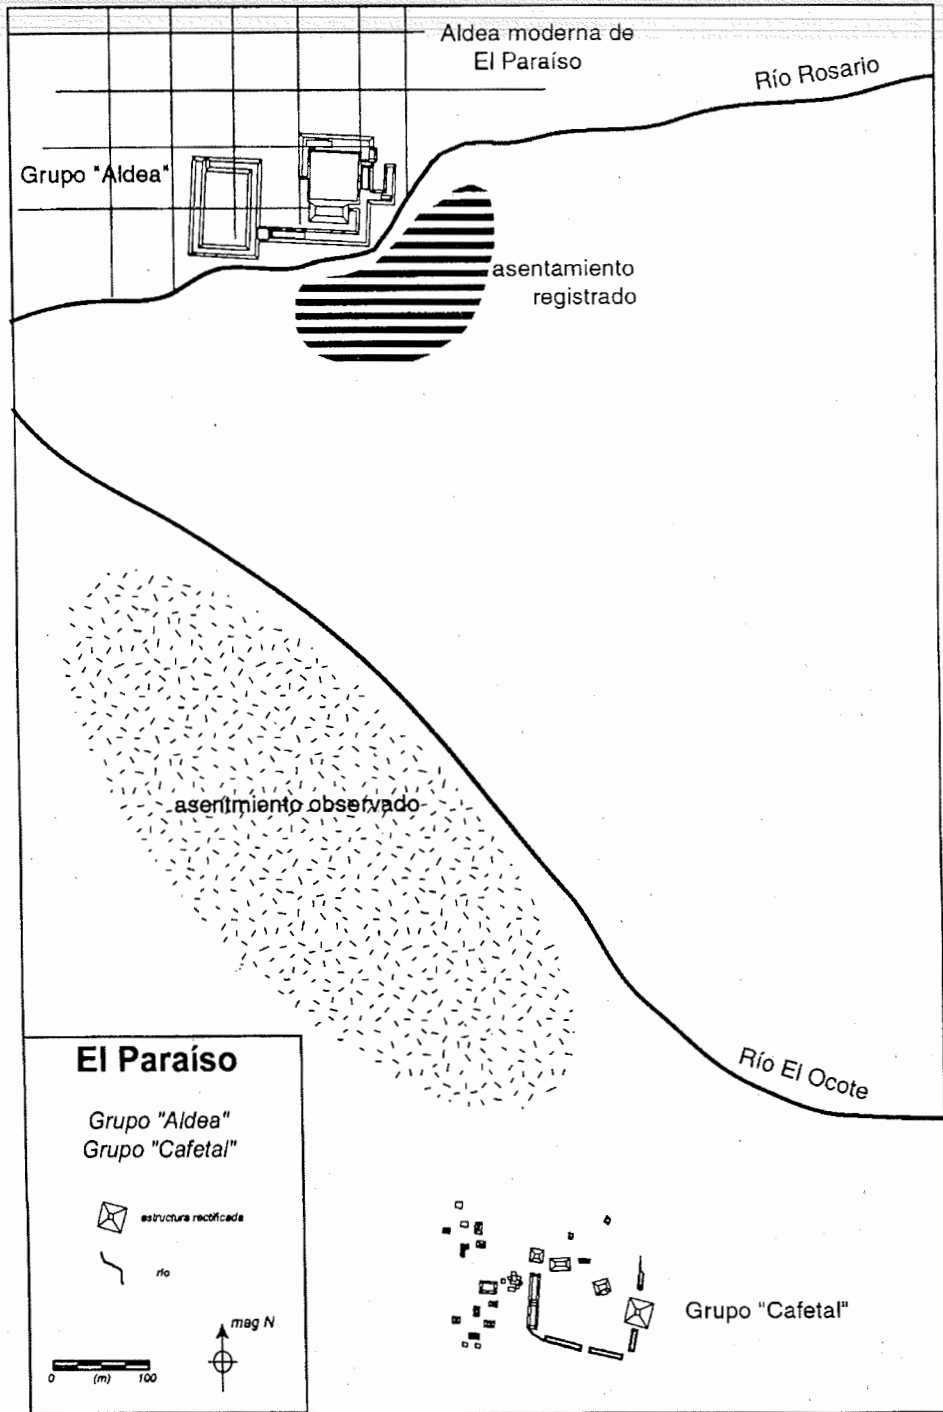 Aldea moderna de
El Paraíso
Río Rosario
Grupo "Aldea"
asentamiento
registrado
asentmiento observado
Río El Ocote
El Paraíso
Grupo "Aldea"
Grupo "Cafetal"
estructura rectificada
río
mag N
0 (m) 100
Grupo "Cafetal"